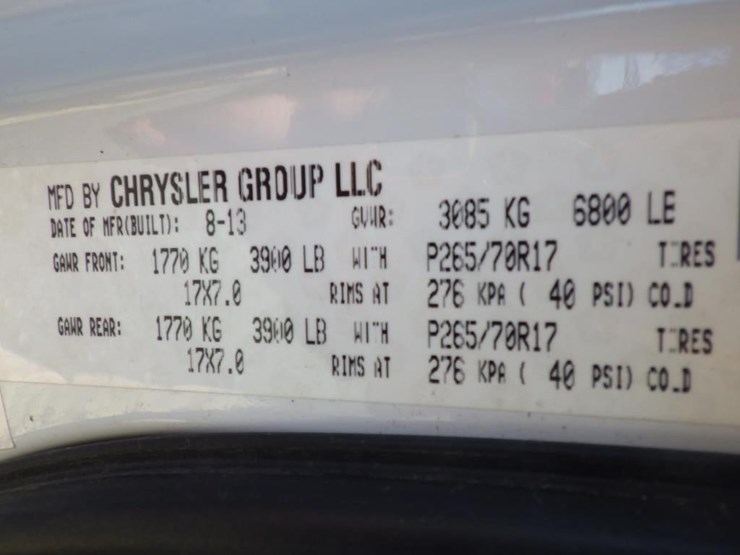 MFD BY CHRYSLER GROUP LLC
DATE OF MFR(BUILT): 8-13 GVWR: 3085 KG 6800 LB
GAWR FRONT: 1770 KG 3900 LB WITH P265/70R17 TIRES
17X7.0 RIMS AT 276 KPA ( 40 PSI) COLD
GAWR REAR: 1770 KG 3900 LB WITH P265/70R17 TIRES
17X7.0 RIMS AT 276 KPA ( 40 PSI) COLD